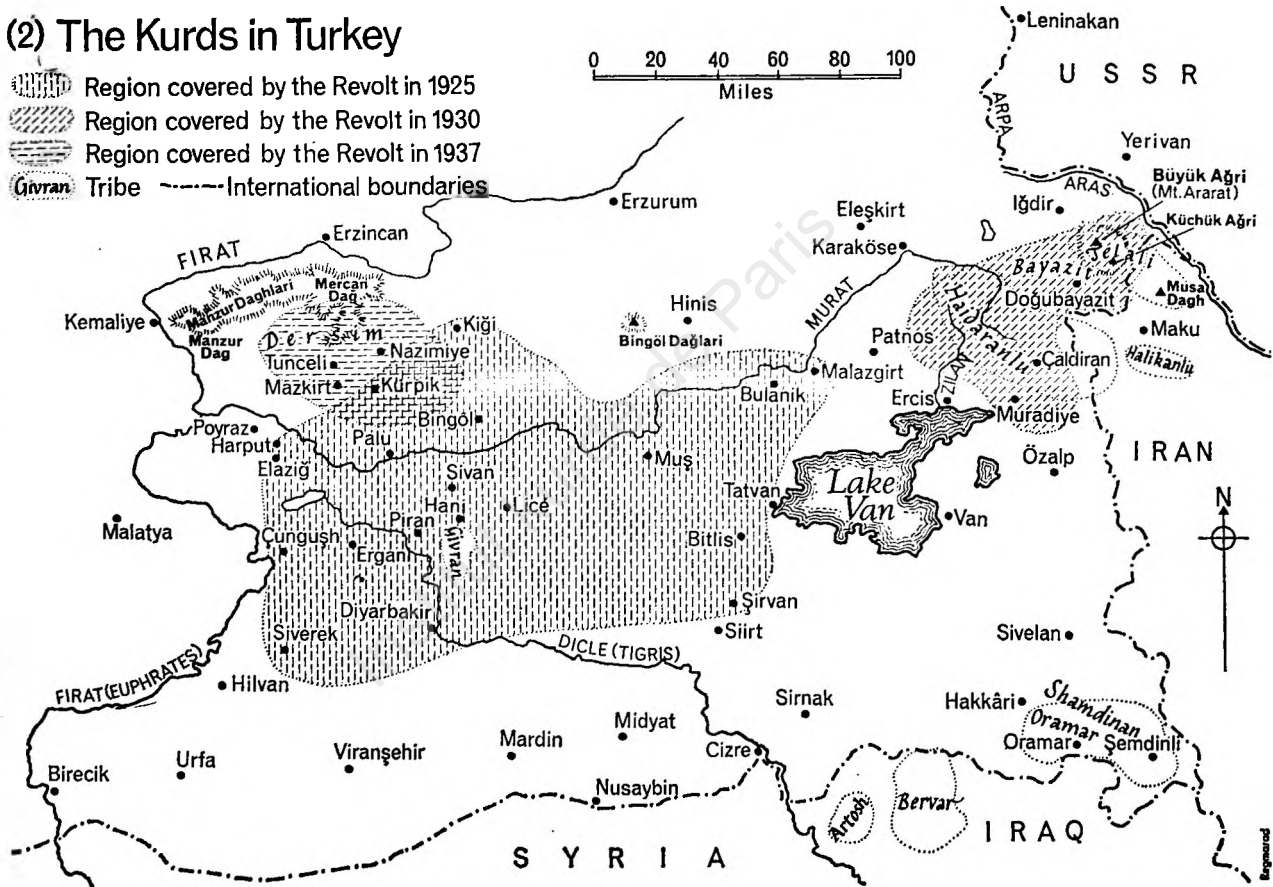 (2) The Kurds in Turkey
Region covered by the Revolt in 1925
Region covered by the Revolt in 1930
Region covered by the Revolt in 1937
Givran Tribe International boundaries
0 20 40 60 80 100
Miles
Leninakan
U S S R
ARPA
Yerivan
Büyük Ağri
(Mt. Ararat)
ARAS
Küchük Ağri
Iğdir
Erzurum
Eleşkirt
Karaköse
Erzincan
FIRAT
Mercan
Dağ
Manzur Daghlari
Manzur
Dag
Kemaliye
Dersim
Kiği
Nazimiye
Tunceli
Mazkirt
Kurpik
Hinis
Bingöl Dağlari
MURAT
Bayazit
Jelali
Doğubayazit
Musa
Dagh
Maku
Haidaranlu
Patnos
Halikanlu
Çaldiran
Malazgirt
Bulanik
ZILAN
Ercis
Muradiye
Bingöl
Poyraz
Harput
Elaziğ
Palu
Sivan
Muş
Özalp
I R A N
Hani
Licé
Tatvan
Lake
Van
Van
N
Malatya
Piran
Givran
Çunguşh
Ergani
Bitlis
Diyarbakir
Şirvan
Siirt
Siverek
DICLE (TIGRIS)
Sivelan
FIRAT (EUPHRATES)
Hilvan
Sirnak
Hakkâri
Shamdinan
Oramar
Oramar
Şemdinli
Midyat
Mardin
Viranşehir
Urfa
Birecik
Cizre
Nusaybin
Artosh
Bervar
I R A Q
S Y R I A
Regmarad